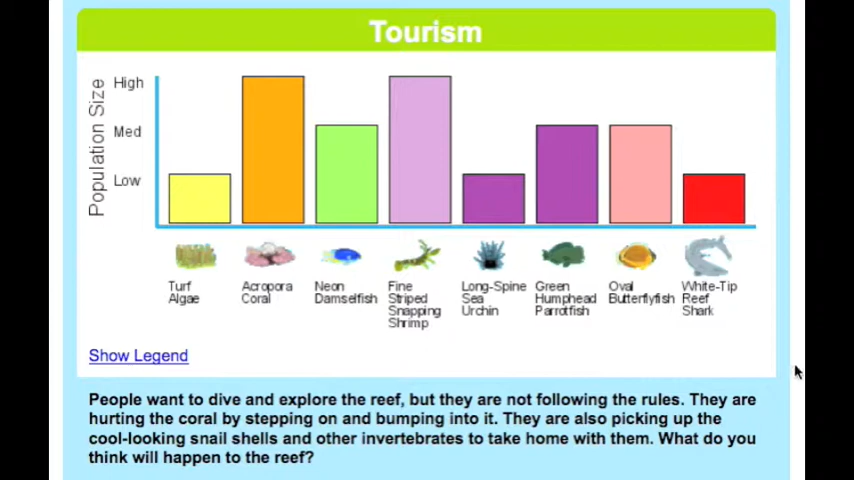 Tourism
Population Size
High
Med
Low
Turf
Algae
Acropora
Coral
Neon
Damselfish
Fine
Striped
Snapping
Shrimp
Long-Spine
Sea
Urchin
Green
Humphead
Parrotfish
Oval
Butterflyfish
White-Tip
Reef
Shark
Show Legend
People want to dive and explore the reef, but they are not following the rules. They are
hurting the coral by stepping on and bumping into it. They are also picking up the
cool-looking snail shells and other invertebrates to take home with them. What do you
think will happen to the reef?